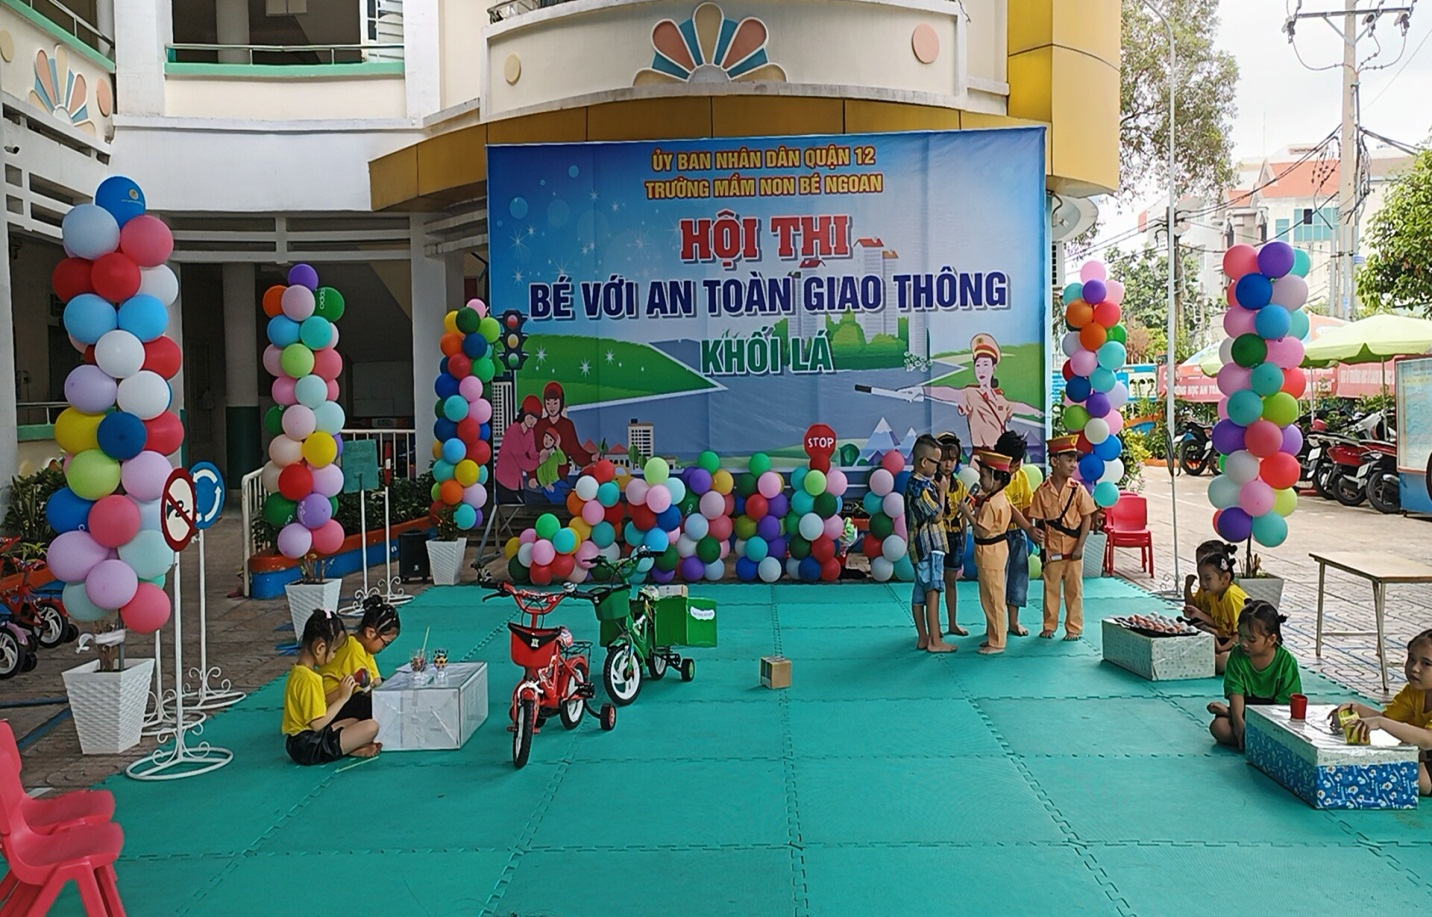 ỦY BAN NHÂN DÂN QUẬN 12
TRƯỜNG MẦM NON BÉ NGOAN
HỘI THI
BÉ VỚI AN TOÀN GIAO THÔNG
KHỐI LÁ
STOP